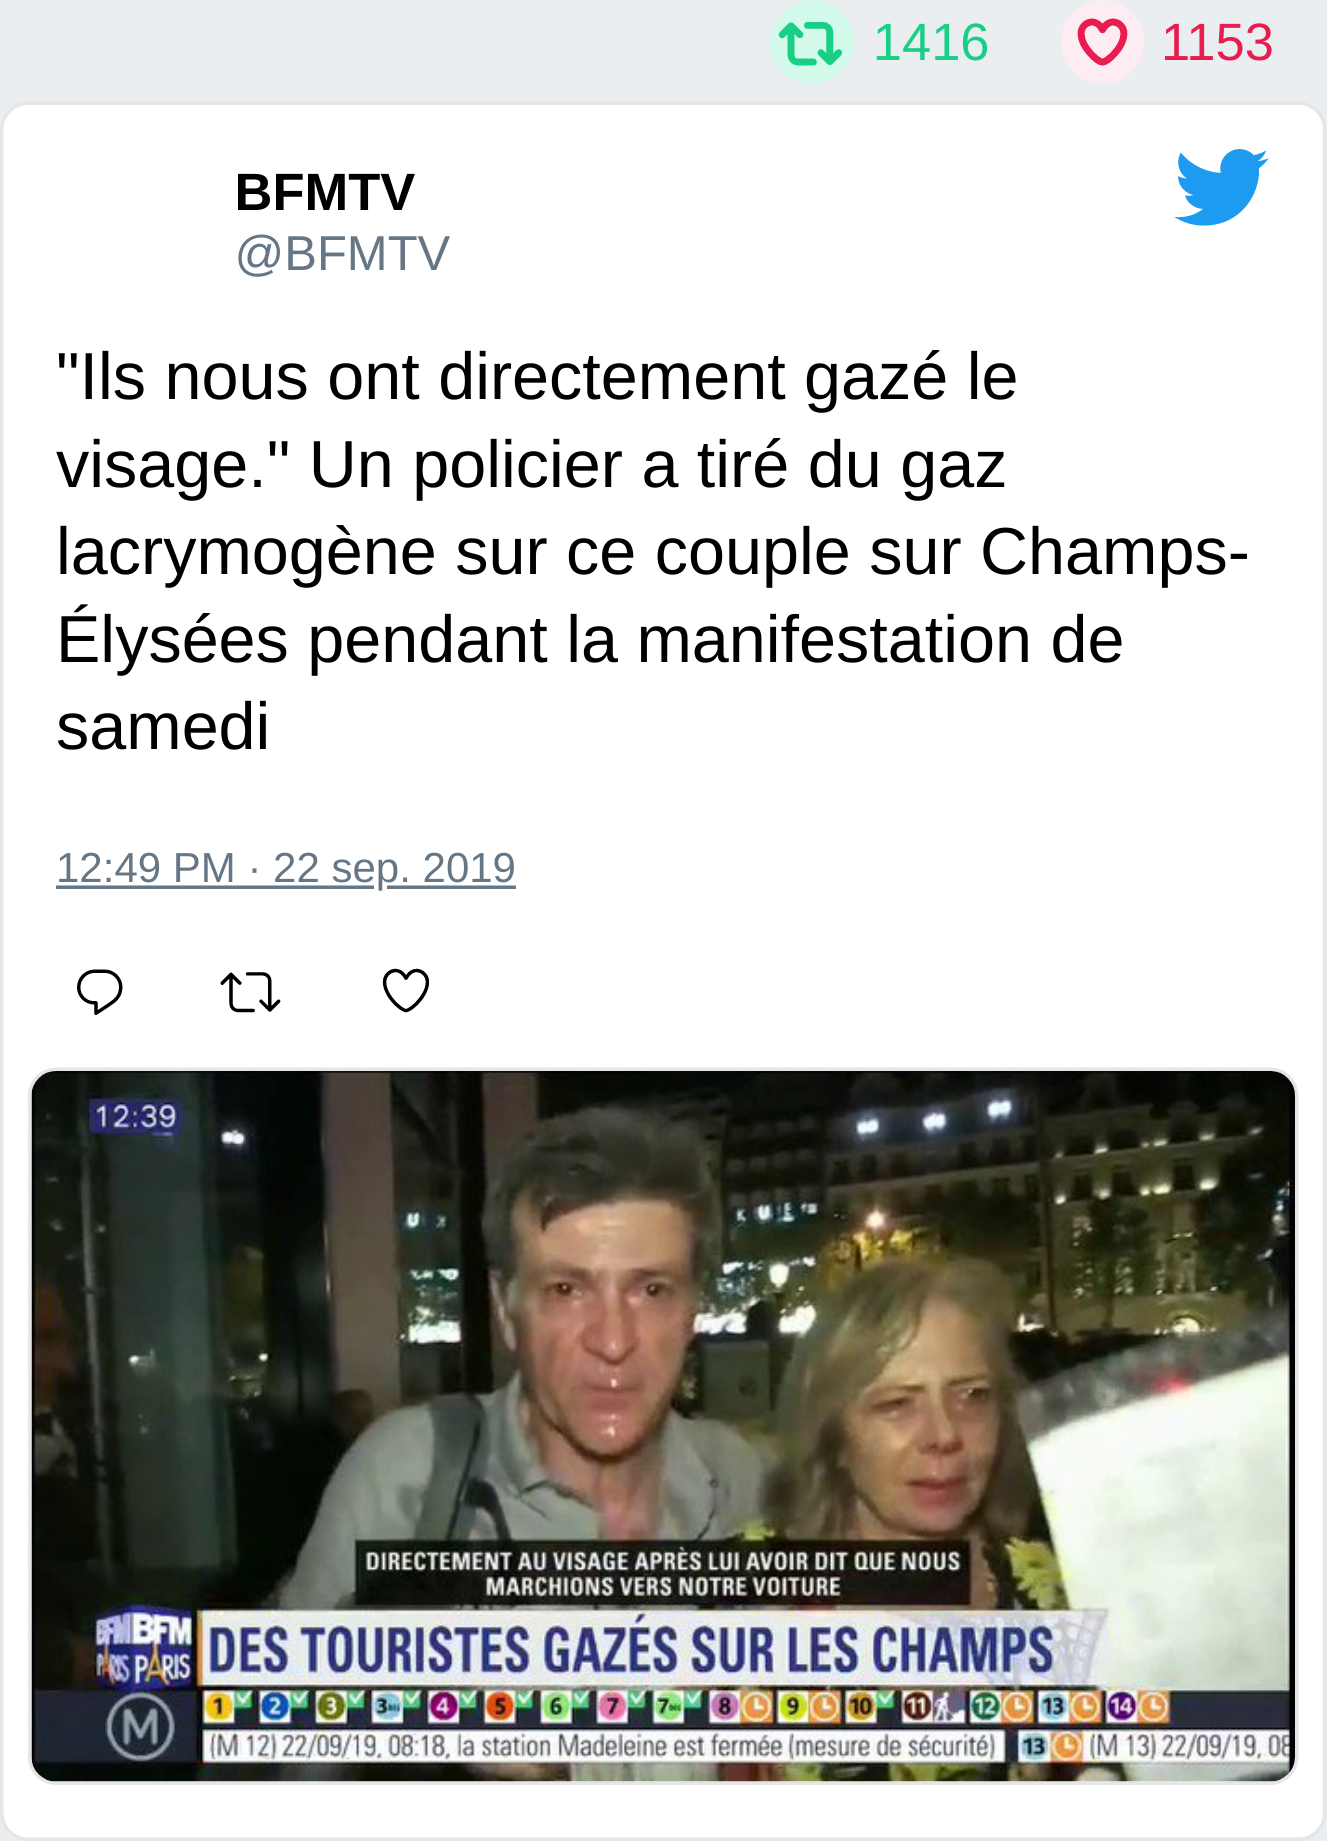 1416 1153
BFMTV
@BFMTV
"Ils nous ont directement gazé le
visage." Un policier a tiré du gaz
lacrymogène sur ce couple sur Champs-
Élysées pendant la manifestation de
samedi
12:49 PM · 22 sep. 2019
12:39
DIRECTEMENT AU VISAGE APRÈS LUI AVOIR DIT QUE NOUS
MARCHIONS VERS NOTRE VOITURE
BFM BFM
PARIS PARIS
DES TOURISTES GAZÉS SUR LES CHAMPS
M
1 2 3 3bis 4 5 6 7 7bis 8 9 10 11 12 13 14
(M 12) 22/09/19, 08:18, la station Madeleine est fermée (mesure de sécurité) 13 (M 13) 22/09/19, 08